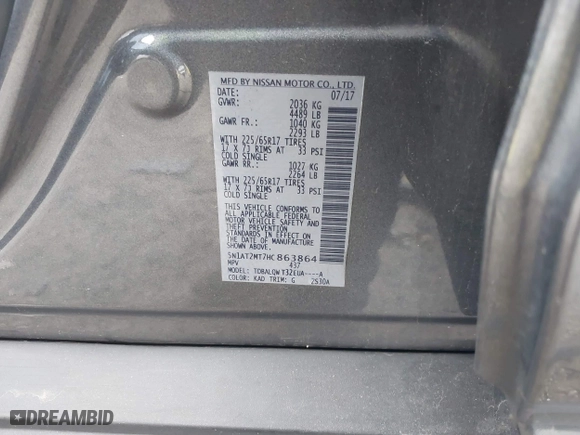 MFD BY NISSAN MOTOR CO., LTD.
DATE: 07/17
GVWR: 2036 KG
4489 LB
GAWR FR.: 1040 KG
2293 LB
WITH 225/65R17 TIRES
17 X 7J RIMS AT 33 PSI
COLD SINGLE
GAWR RR.: 1027 KG
2264 LB
WITH 225/65R17 TIRES
17 X 7J RIMS AT 33 PSI
COLD SINGLE
THIS VEHICLE CONFORMS TO
ALL APPLICABLE FEDERAL
MOTOR VEHICLE SAFETY AND
THEFT PREVENTION
STANDARDS IN EFFECT ON
THE DATE OF MANUFACTURE
SHOWN ABOVE.
5N1AT2MT7HC863864
MPV 437
MODEL: TDBALQW T32EUA----A
COLOR: KAD TRIM: G 2530A
DREAMBID